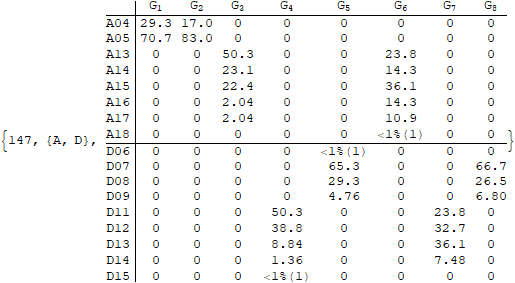 G₁ G₂ G₃ G₄ G₅ G₆ G₇ G₈
A04 29.3 17.0 0 0 0 0 0 0
A05 70.7 83.0 0 0 0 0 0 0
A13 0 0 50.3 0 0 23.8 0 0
A14 0 0 23.1 0 0 14.3 0 0
A15 0 0 22.4 0 0 36.1 0 0
A16 0 0 2.04 0 0 14.3 0 0
A17 0 0 2.04 0 0 10.9 0 0
A18 0 0 0 0 0 <1%(1) 0 0
{147, {A, D}, }
D06 0 0 0 0 <1%(1) 0 0 0
D07 0 0 0 0 65.3 0 0 66.7
D08 0 0 0 0 29.3 0 0 26.5
D09 0 0 0 0 4.76 0 0 6.80
D11 0 0 0 50.3 0 0 23.8 0
D12 0 0 0 38.8 0 0 32.7 0
D13 0 0 0 8.84 0 0 36.1 0
D14 0 0 0 1.36 0 0 7.48 0
D15 0 0 0 <1%(1) 0 0 0 0